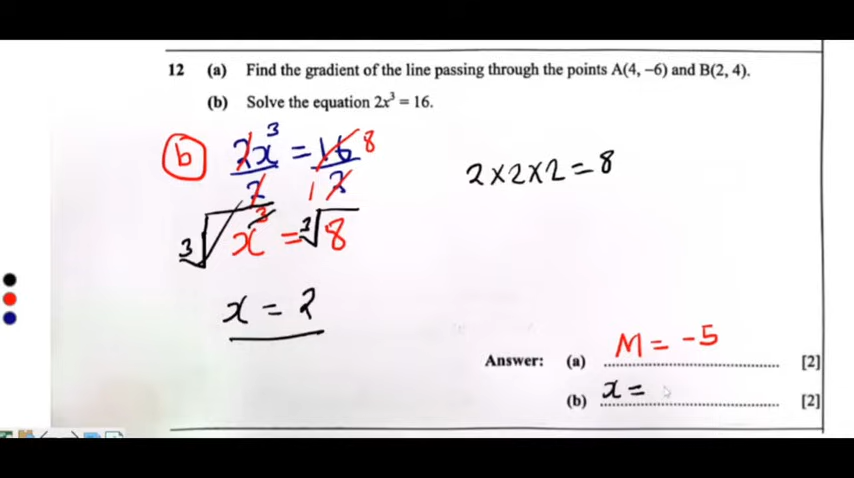 12 (a) Find the gradient of the line passing through the points A(4, –6) and B(2, 4).
(b) Solve the equation 2x³ = 16.
b 2x³/2 = 16/2 8
1
2×2×2=8
³√x³ = ³√8
x = 2
Answer: (a) M = -5 [2]
(b) x = [2]